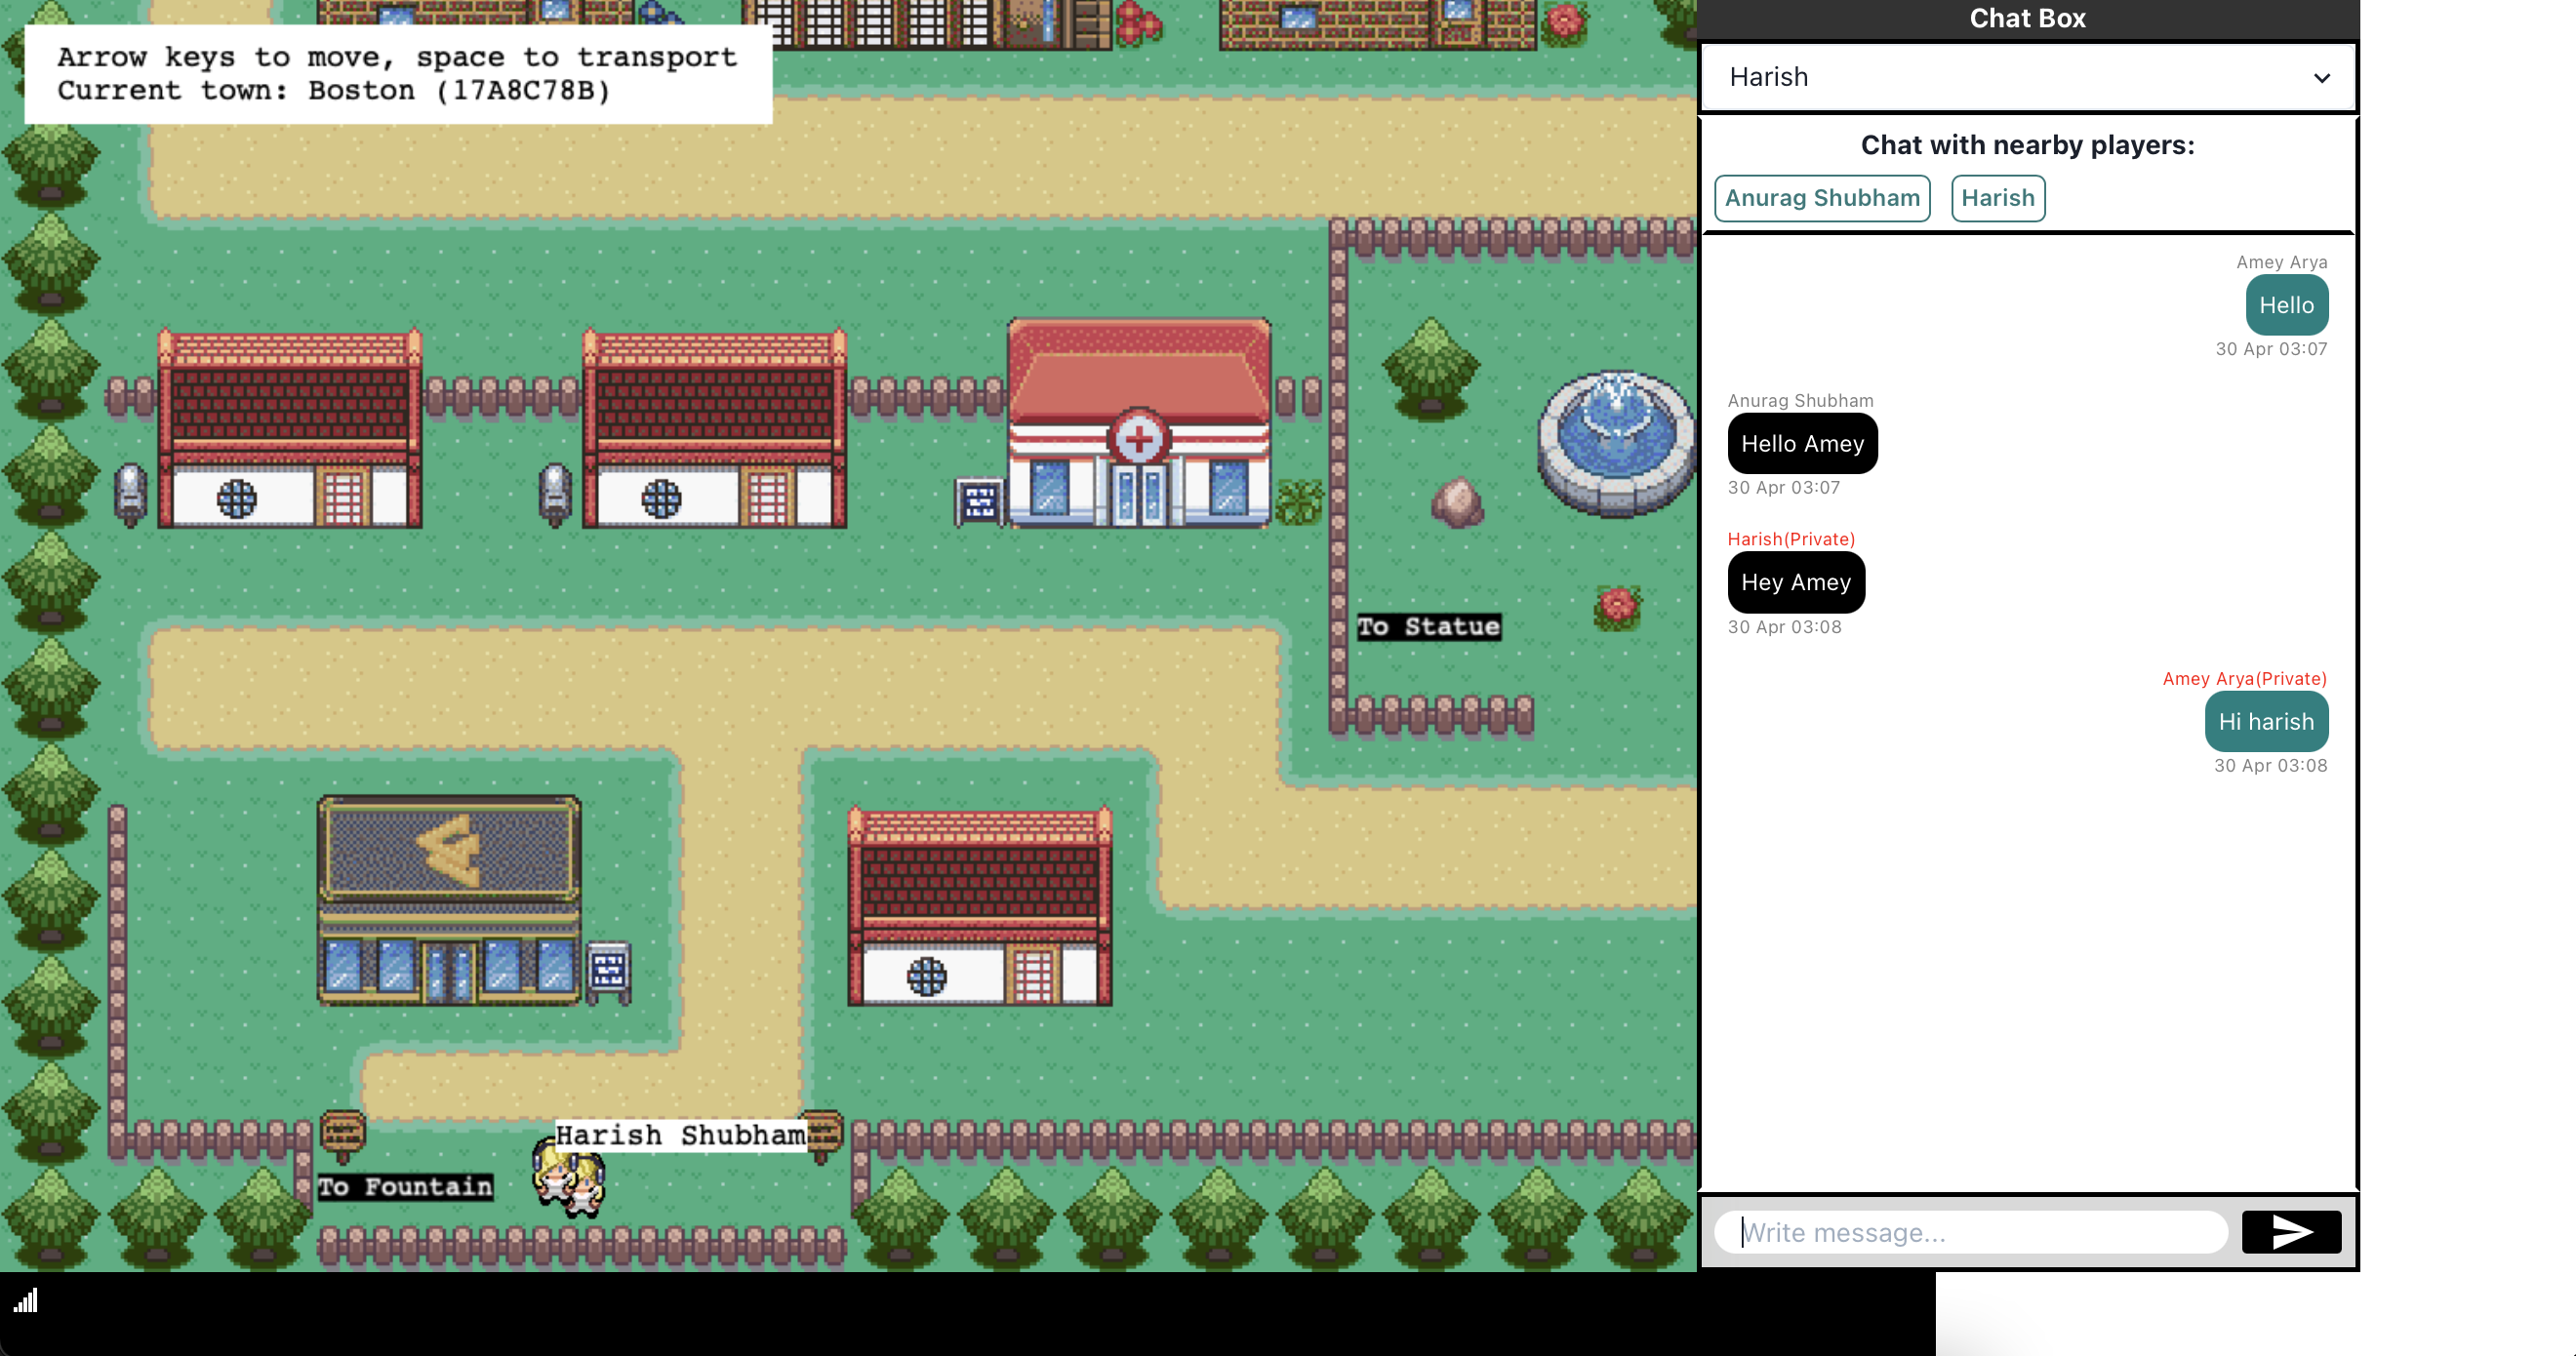 Arrow keys to move, space to transport
Current town: Boston (17A8C78B)
To Statue
Harish Shubham
To Fountain
Chat Box
Harish
Chat with nearby players:
Anurag Shubham
Harish
Amey Arya
Hello
30 Apr 03:07
Anurag Shubham
Hello Amey
30 Apr 03:07
Harish(Private)
Hey Amey
30 Apr 03:08
Amey Arya(Private)
Hi harish
30 Apr 03:08
Write message...